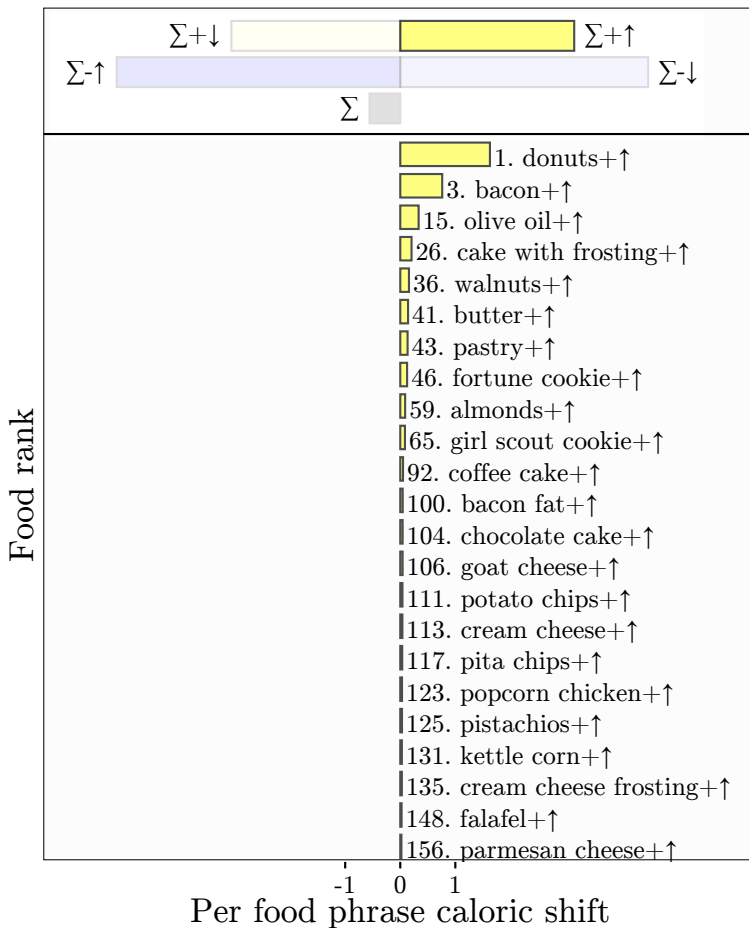 ∑+↓ ∑+↑
∑-↑ ∑-↓
∑
1. donuts+↑
3. bacon+↑
15. olive oil+↑
26. cake with frosting+↑
36. walnuts+↑
41. butter+↑
43. pastry+↑
46. fortune cookie+↑
59. almonds+↑
65. girl scout cookie+↑
92. coffee cake+↑
100. bacon fat+↑
104. chocolate cake+↑
106. goat cheese+↑
111. potato chips+↑
113. cream cheese+↑
117. pita chips+↑
123. popcorn chicken+↑
125. pistachios+↑
131. kettle corn+↑
135. cream cheese frosting+↑
148. falafel+↑
156. parmesan cheese+↑
Food rank
-1 0 1
Per food phrase caloric shift